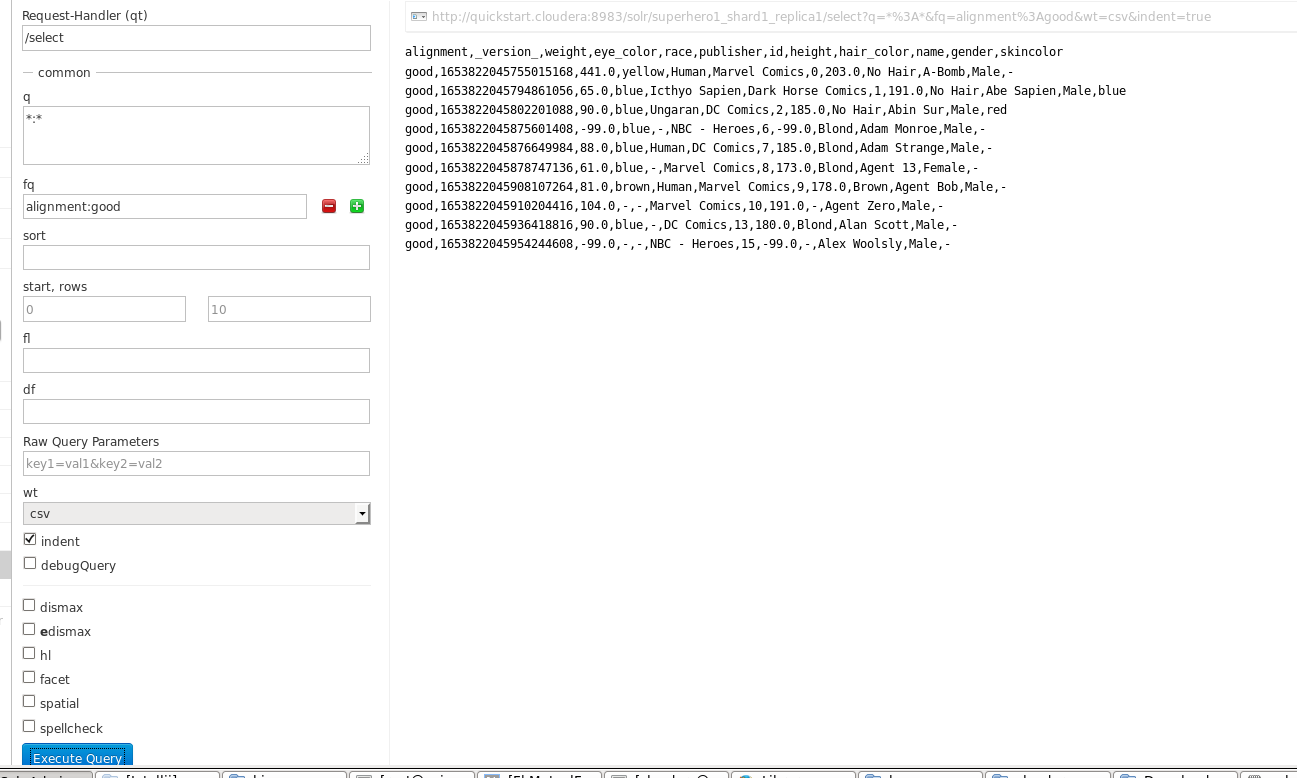 Request-Handler (qt)
/select
common
q
*:*
fq
alignment:good
sort
start, rows
0
10
fl
df
Raw Query Parameters
key1=val1&key2=val2
wt
csv
indent
debugQuery
dismax
edismax
hl
facet
spatial
spellcheck
Execute Query
http://quickstart.cloudera:8983/solr/superhero1_shard1_replica1/select?q=*%3A*&fq=alignment%3Agood&wt=csv&indent=true
alignment,_version_,weight,eye_color,race,publisher,id,height,hair_color,name,gender,skincolor
good,1653822045755015168,441.0,yellow,Human,Marvel Comics,0,203.0,No Hair,A-Bomb,Male,-
good,1653822045794861056,65.0,blue,Icthyo Sapien,Dark Horse Comics,1,191.0,No Hair,Abe Sapien,Male,blue
good,1653822045802201088,90.0,blue,Ungaran,DC Comics,2,185.0,No Hair,Abin Sur,Male,red
good,1653822045875601408,-99.0,blue,-,NBC - Heroes,6,-99.0,Blond,Adam Monroe,Male,-
good,1653822045876649984,88.0,blue,Human,DC Comics,7,185.0,Blond,Adam Strange,Male,-
good,1653822045878747136,61.0,blue,-,Marvel Comics,8,173.0,Blond,Agent 13,Female,-
good,1653822045908107264,81.0,brown,Human,Marvel Comics,9,178.0,Brown,Agent Bob,Male,-
good,1653822045910204416,104.0,-,-,Marvel Comics,10,191.0,-,Agent Zero,Male,-
good,1653822045936418816,90.0,blue,-,DC Comics,13,180.0,Blond,Alan Scott,Male,-
good,1653822045954244608,-99.0,-,-,NBC - Heroes,15,-99.0,-,Alex Woolsly,Male,-